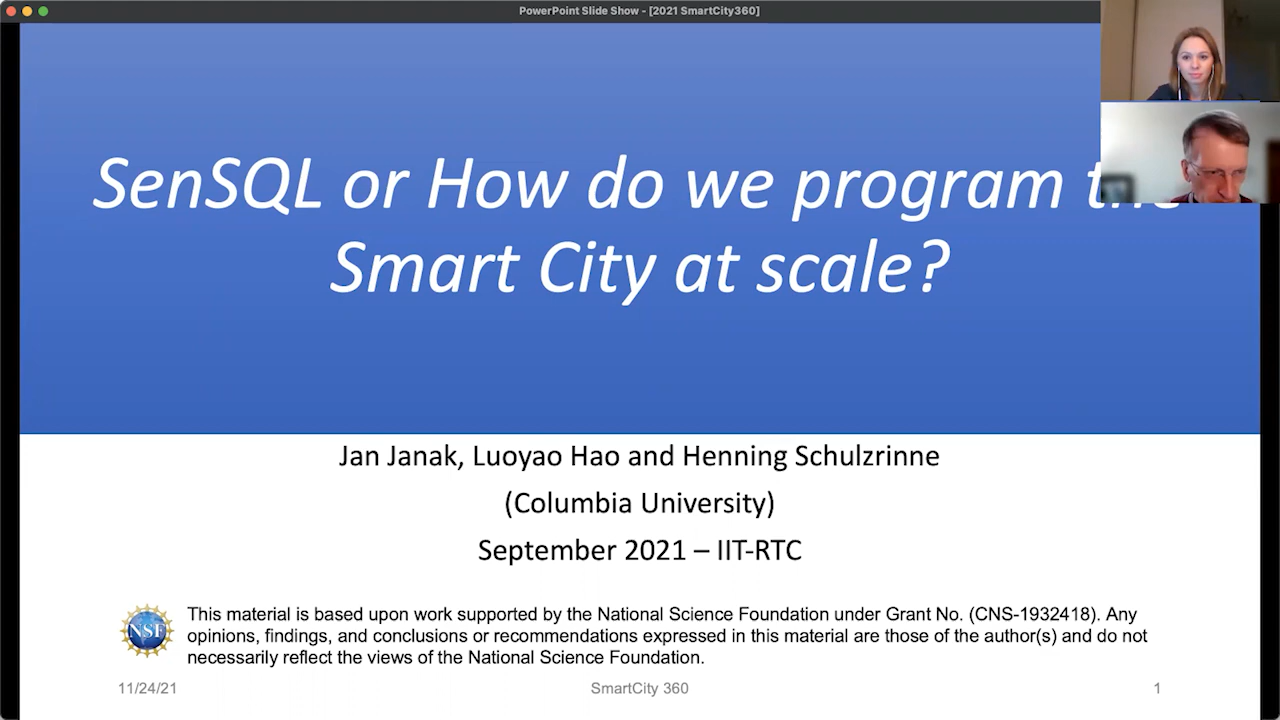 PowerPoint Slide Show - [2021 SmartCity360]
SenSQL or How do we program the
Smart City at scale?
Jan Janak, Luoyao Hao and Henning Schulzrinne
(Columbia University)
September 2021 – IIT-RTC
NSF
This material is based upon work supported by the National Science Foundation under Grant No. (CNS-1932418). Any
opinions, findings, and conclusions or recommendations expressed in this material are those of the author(s) and do not
necessarily reflect the views of the National Science Foundation.
11/24/21
SmartCity 360
1